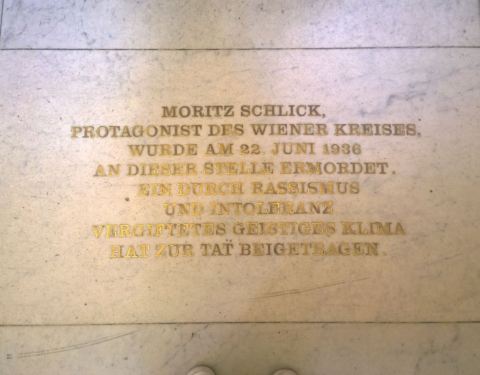 MORITZ SCHLICK,
PROTAGONIST DES WIENER KREISES,
WURDE AM 22. JUNI 1936
AN DIESER STELLE ERMORDET.
EIN DURCH RASSISMUS
UND INTOLERANZ
VERGIFTETES GEISTIGES KLIMA
HAT ZUR TAT BEIGETRAGEN.